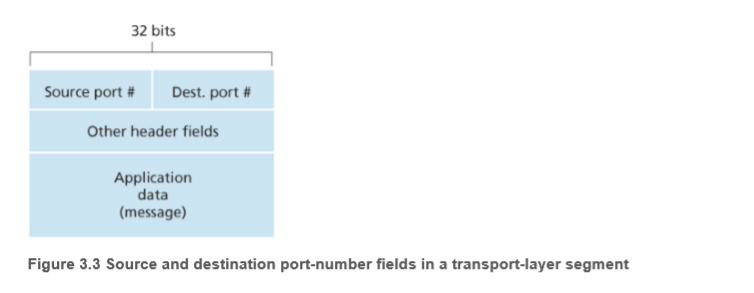 32 bits
Source port #
Dest. port #
Other header fields
Application
data
(message)
Figure 3.3 Source and destination port-number fields in a transport-layer segment